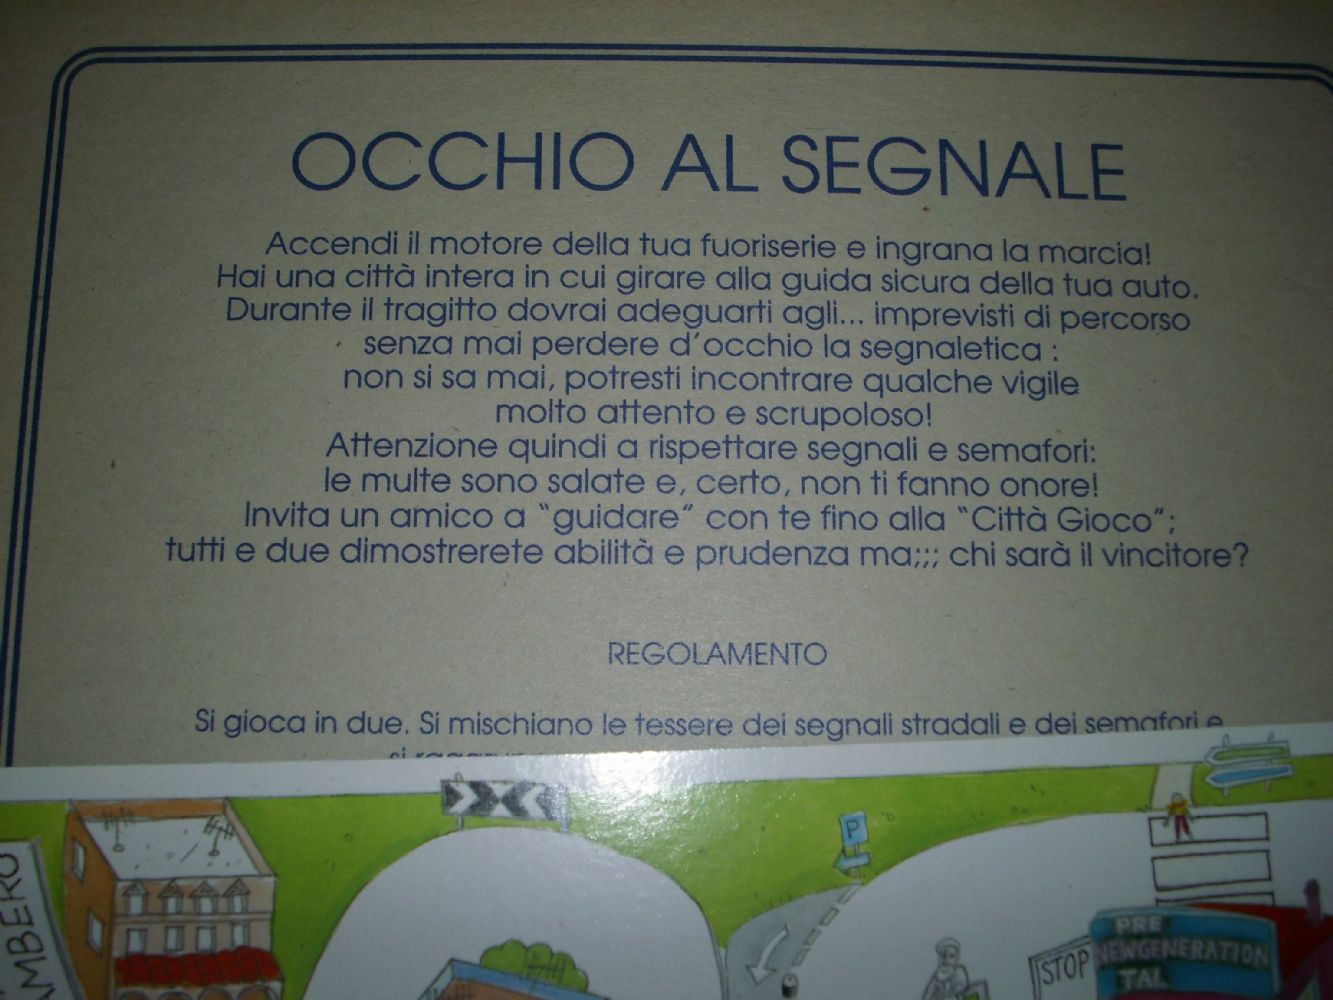 OCCHIO AL SEGNALE
Accendi il motore della tua fuoriserie e ingrana la marcia!
Hai una città intera in cui girare alla guida sicura della tua auto.
Durante il tragitto dovrai adeguarti agli... imprevisti di percorso
senza mai perdere d'occhio la segnaletica :
non si sa mai, potresti incontrare qualche vigile
molto attento e scrupoloso!
Attenzione quindi a rispettare segnali e semafori:
le multe sono salate e, certo, non ti fanno onore!
Invita un amico a "guidare" con te fino alla "Città Gioco";
tutti e due dimostrerete abilità e prudenza ma;;; chi sarà il vincitore?
REGOLAMENTO
Si gioca in due. Si mischiano le tessere dei segnali stradali e dei semafori e
si
P
AMBERO
STOP
PRE
NEWGENERATION
TAL